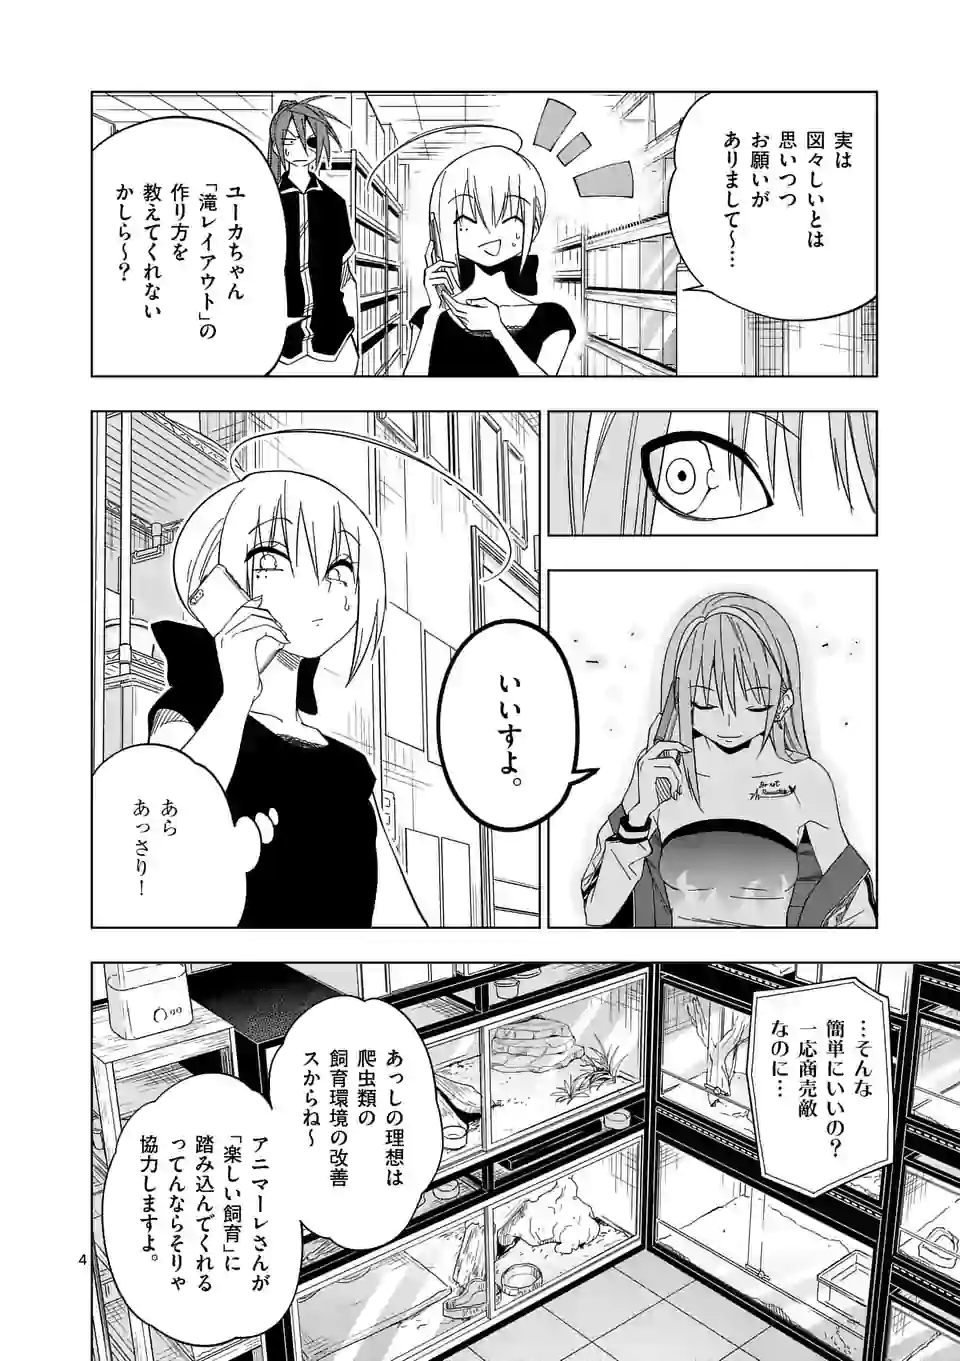 実は
図々しいとは
思いつつ
お願いが
ありまして～…
ユーカちゃん
「滝レイアウト」の
作り方を
教えてくれない
かしら～?
いいすよ。
あら
あっさり!
…そんな
簡単にいいの?
一応商売敵
なのに…
あっしの理想は
爬虫類の
飼育環境の改善
スからね～
アニマーレさんが
「楽しい飼育」に
踏み込んでくれる
ってんならそりゃ
協力しますよ。
4